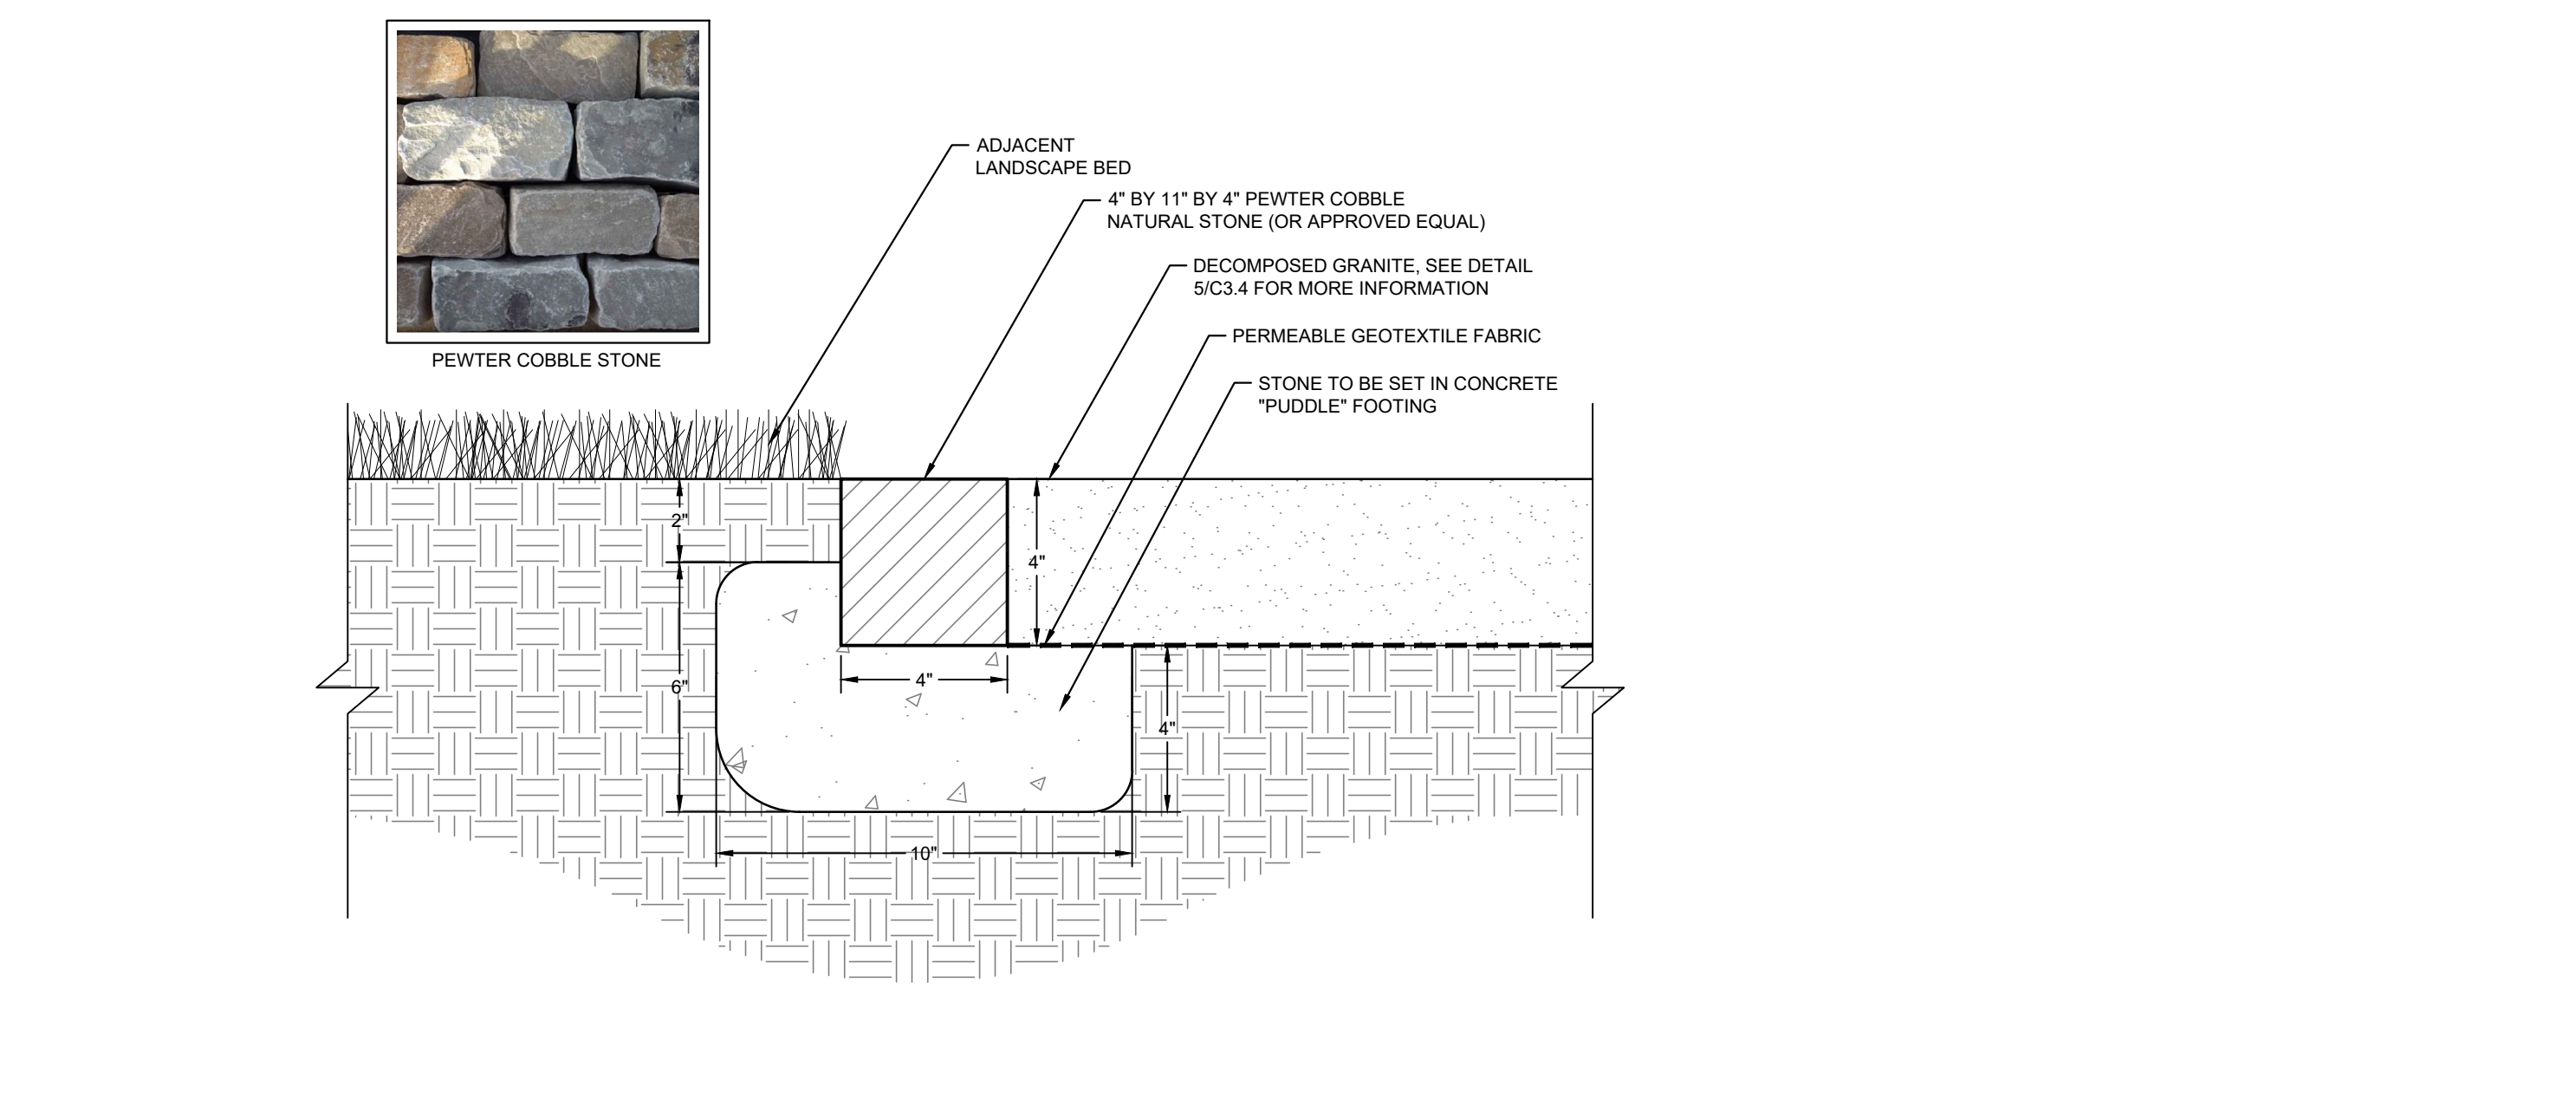 PEWTER COBBLE STONE
ADJACENT
LANDSCAPE BED
4" BY 11" BY 4" PEWTER COBBLE
NATURAL STONE (OR APPROVED EQUAL)
DECOMPOSED GRANITE, SEE DETAIL
5/C3.4 FOR MORE INFORMATION
PERMEABLE GEOTEXTILE FABRIC
STONE TO BE SET IN CONCRETE
"PUDDLE" FOOTING
2"
4"
4"
6"
4"
10"